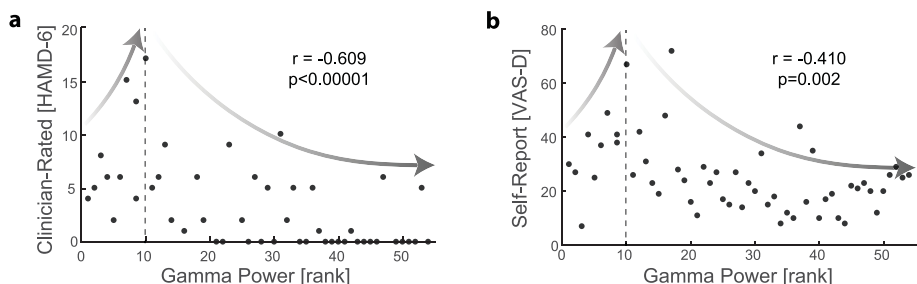 a
Clinician-Rated [HAMD-6]
20
15
10
5
0
r = -0.609
p<0.00001
0 10 20 30 40 50
Gamma Power [rank]
b
Self-Report [VAS-D]
80
60
40
20
0
r = -0.410
p=0.002
0 10 20 30 40 50
Gamma Power [rank]